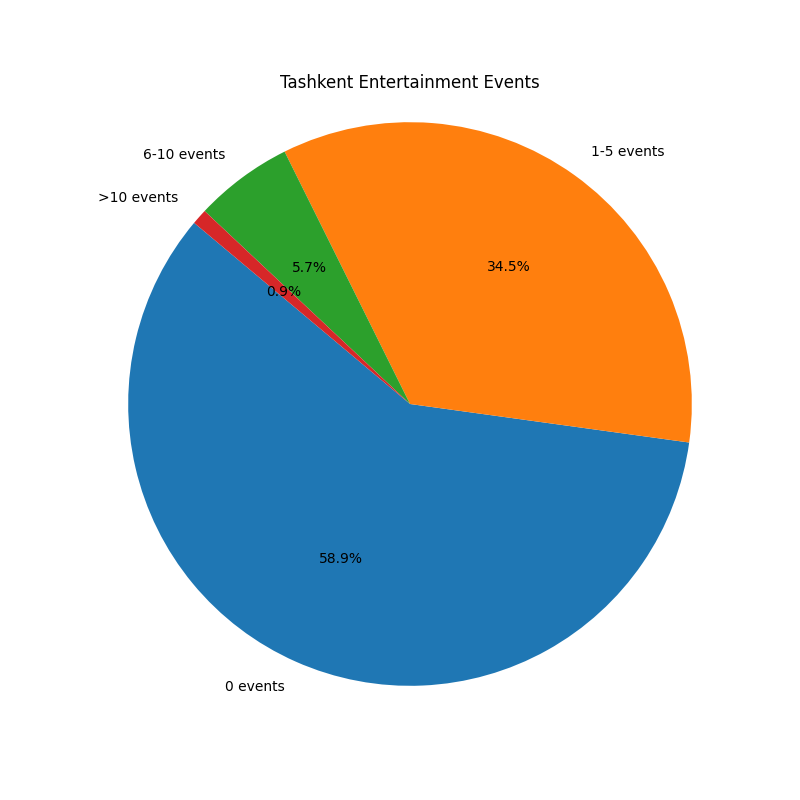 Tashkent Entertainment Events
1-5 events
6-10 events
>10 events
34.5%
5.7%
0.9%
58.9%
0 events